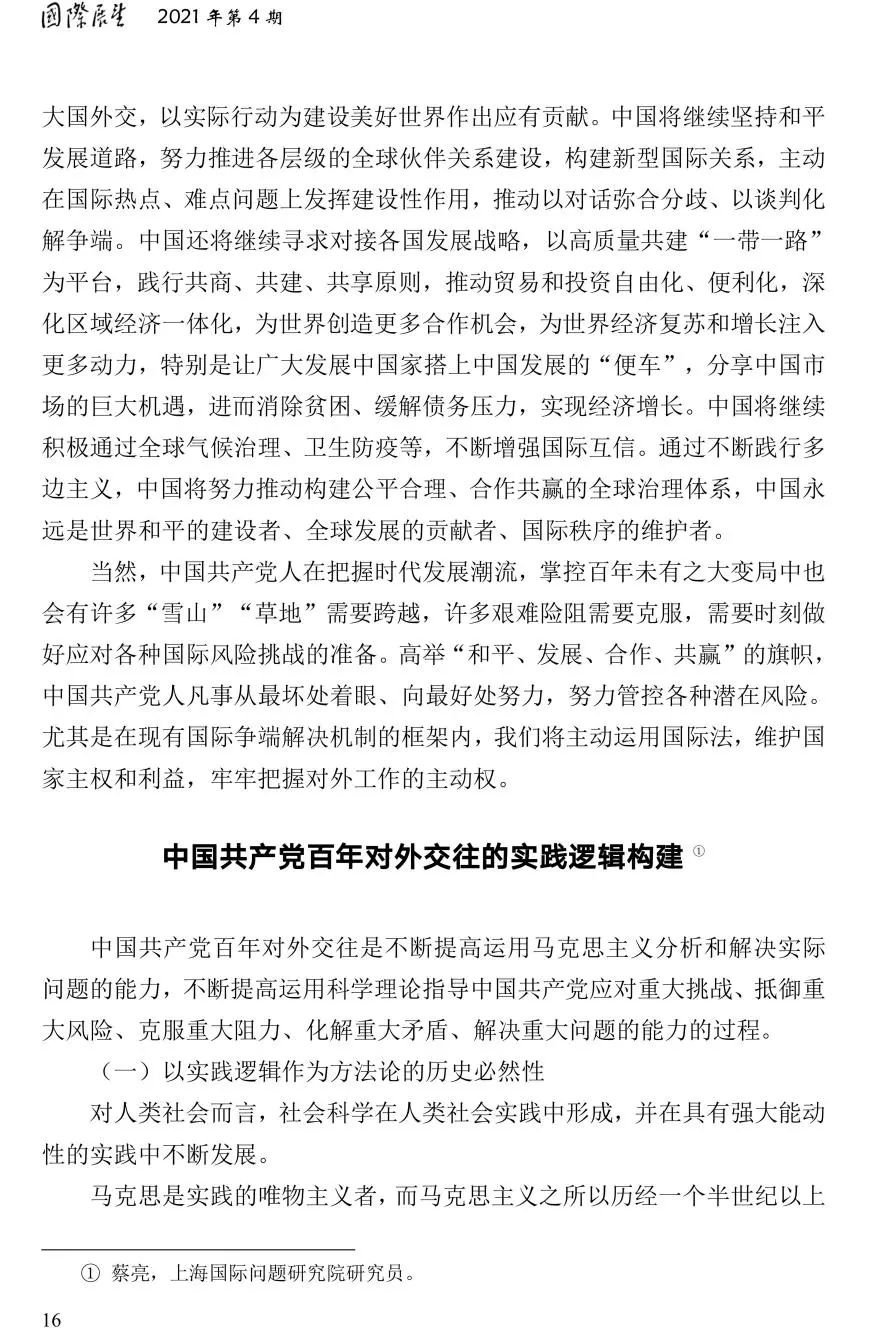 國際展望 2021 年第 4 期
大国外交，以实际行动为建设美好世界作出应有贡献。中国将继续坚持和平
发展道路，努力推进各层级的全球伙伴关系建设，构建新型国际关系，主动
在国际热点、难点问题上发挥建设性作用，推动以对话弥合分歧、以谈判化
解争端。中国还将继续寻求对接各国发展战略，以高质量共建“一带一路”
为平台，践行共商、共建、共享原则，推动贸易和投资自由化、便利化，深
化区域经济一体化，为世界创造更多合作机会，为世界经济复苏和增长注入
更多动力，特别是让广大发展中国家搭上中国发展的“便车”，分享中国市
场的巨大机遇，进而消除贫困、缓解债务压力，实现经济增长。中国将继续
积极通过全球气候治理、卫生防疫等，不断增强国际互信。通过不断践行多
边主义，中国将努力推动构建公平合理、合作共赢的全球治理体系，中国永
远是世界和平的建设者、全球发展的贡献者、国际秩序的维护者。
当然，中国共产党人在把握时代发展潮流，掌控百年未有之大变局中也
会有许多“雪山”“草地”需要跨越，许多艰难险阻需要克服，需要时刻做
好应对各种国际风险挑战的准备。高举“和平、发展、合作、共赢”的旗帜，
中国共产党人凡事从最坏处着眼、向最好处努力，努力管控各种潜在风险。
尤其是在现有国际争端解决机制的框架内，我们将主动运用国际法，维护国
家主权和利益，牢牢把握对外工作的主动权。
中国共产党百年对外交往的实践逻辑构建 ①
中国共产党百年对外交往是不断提高运用马克思主义分析和解决实际
问题的能力，不断提高运用科学理论指导中国共产党应对重大挑战、抵御重
大风险、克服重大阻力、化解重大矛盾、解决重大问题的能力的过程。
（一）以实践逻辑作为方法论的历史必然性
对人类社会而言，社会科学在人类社会实践中形成，并在具有强大能动
性的实践中不断发展。
马克思是实践的唯物主义者，而马克思主义之所以历经一个半世纪以上
① 蔡亮，上海国际问题研究院研究员。
16